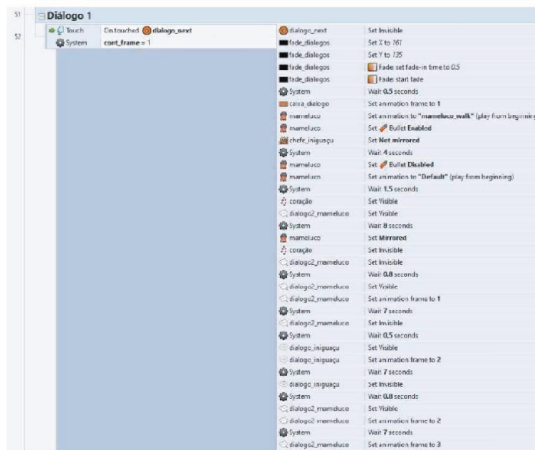 51
Diálogo 1
52
Touch On touched dialogo_next dialogo_next Set Invisible
System cont_frame = 1 fade_dialogos Set X to 161
fade_dialogos Set Y to 135
fade_dialogos Fade: set fade-in time to 0.5
fade_dialogos Fade: start fade
System Wait 0.5 seconds
caixa_dialogo Set animation frame to 1
mameluco Set animation to "mameluco_walk" (play from beginning
mameluco Set Bullet Enabled
chefe_iniguaçu Set Not mirrored
System Wait 4 seconds
mameluco Set Bullet Disabled
mameluco Set animation to "Default" (play from beginning)
System Wait 1.5 seconds
coração Set Visible
dialogo2_mameluco Set Visible
System Wait 8 seconds
mameluco Set Mirrored
coração Set Invisible
dialogo2_mameluco Set Invisible
System Wait 0.8 seconds
dialogo2_mameluco Set Visible
dialogo2_mameluco Set animation frame to 1
System Wait 7 seconds
dialogo2_mameluco Set Invisible
System Wait 0.5 seconds
dialogo_iniguaçu Set Visible
dialogo_iniguaçu Set animation frame to 2
System Wait 7 seconds
dialogo_iniguaçu Set Invisible
System Wait 0.8 seconds
dialogo2_mameluco Set Visible
dialogo2_mameluco Set animation frame to 2
System Wait 7 seconds
dialogo2_mameluco Set animation frame to 3